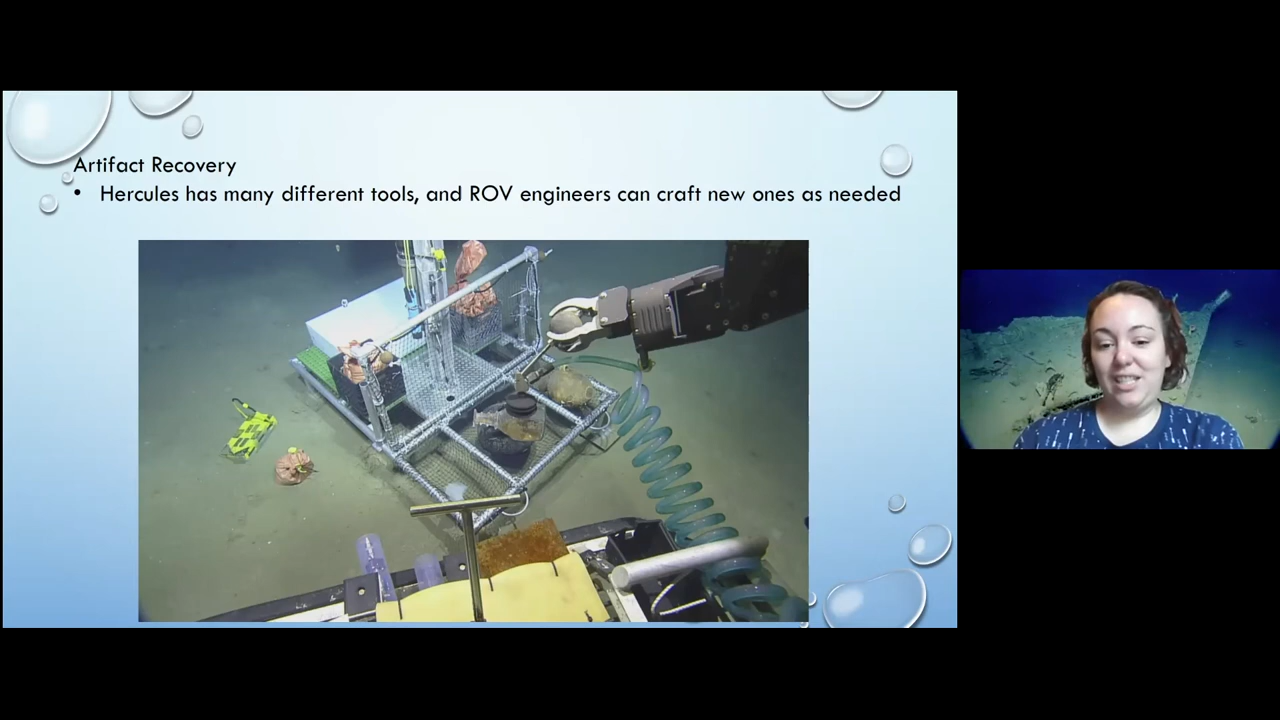 Artifact Recovery
• Hercules has many different tools, and ROV engineers can craft new ones as needed